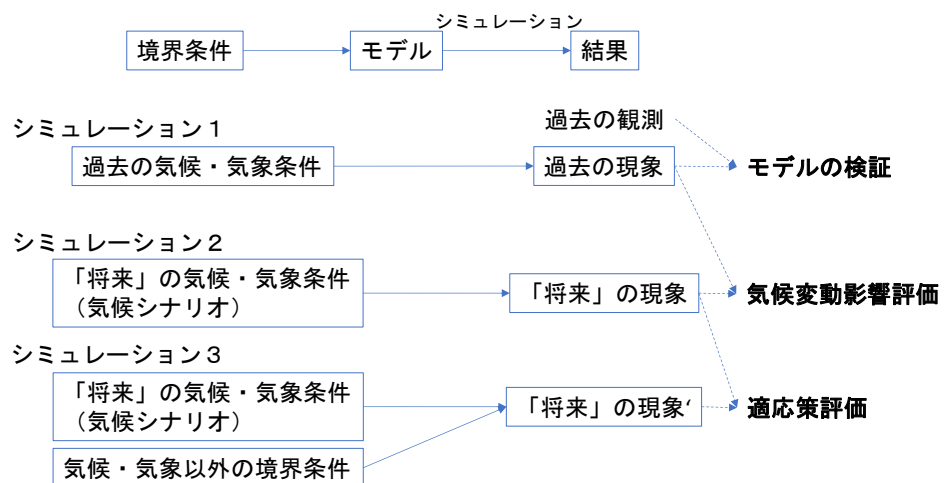 シミュレーション
境界条件
モデル
結果
過去の観測
シミュレーション１
過去の気候・気象条件
過去の現象
モデルの検証
シミュレーション２
「将来」の気候・気象条件
（気候シナリオ）
「将来」の現象
気候変動影響評価
シミュレーション３
「将来」の気候・気象条件
（気候シナリオ）
「将来」の現象‘
適応策評価
気候・気象以外の境界条件